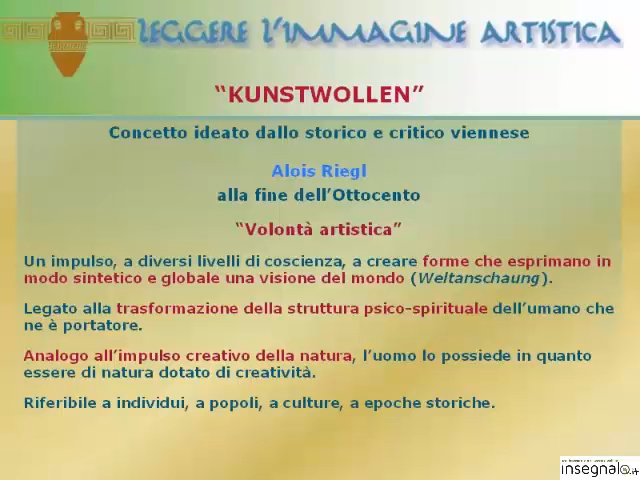 LEGGERE L'IMMAGINE ARTISTICA
“KUNSTWOLLEN”
Concetto ideato dallo storico e critico viennese
Alois Riegl
alla fine dell’Ottocento
“Volontà artistica”
Un impulso, a diversi livelli di coscienza, a creare forme che esprimano in
modo sintetico e globale una visione del mondo (Weltanschaung).
Legato alla trasformazione della struttura psico-spirituale dell’umano che
ne è portatore.
Analogo all’impulso creativo della natura, l’uomo lo possiede in quanto
essere di natura dotato di creatività.
Riferibile a individui, a popoli, a culture, a epoche storiche.
insegnalo